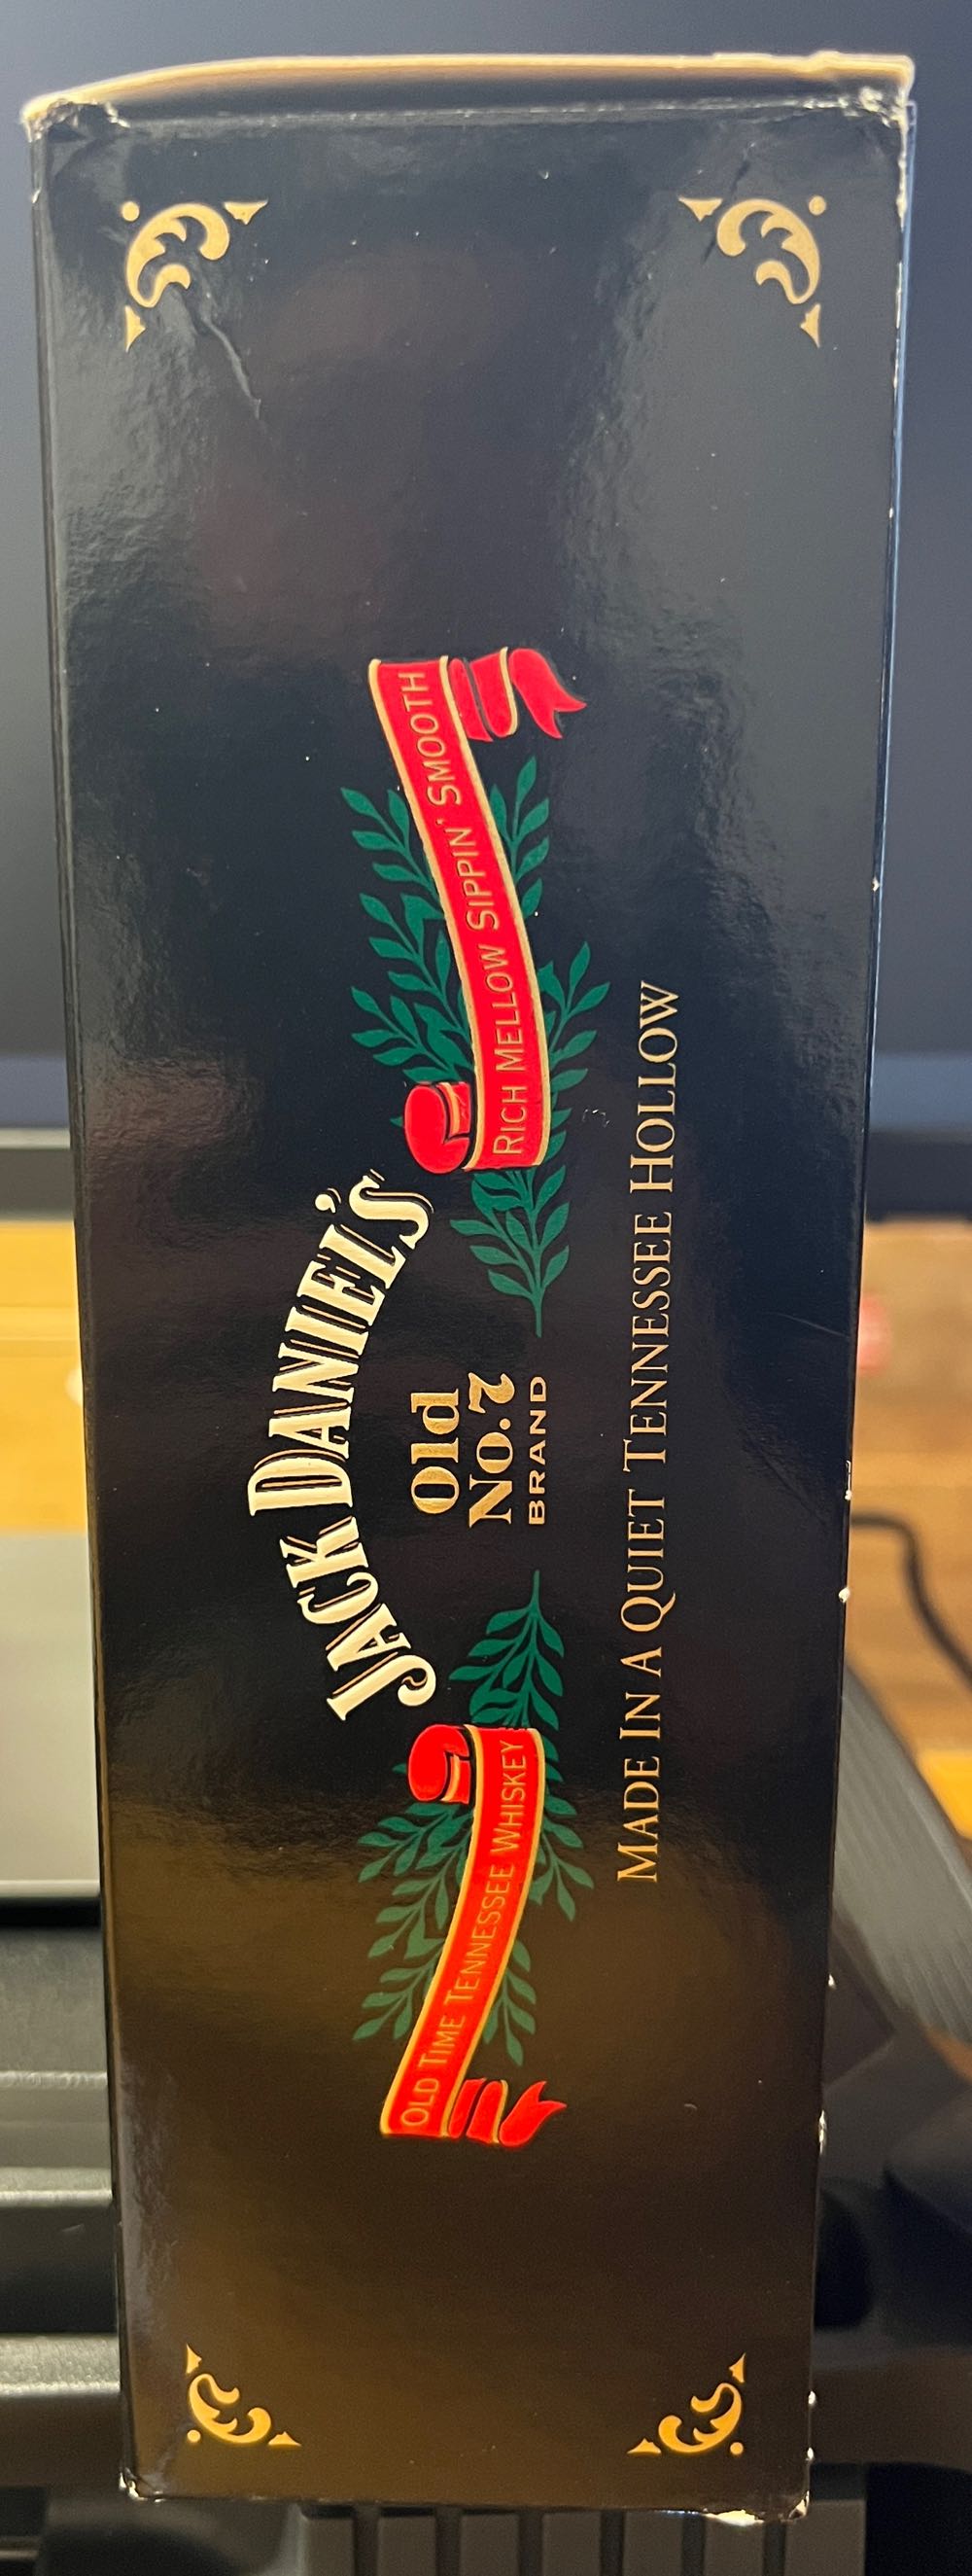 JACK DANIEL'S
OLD TIME TENNESSEE WHISKEY
Old
No.7
BRAND
RICH MELLOW SIPPIN' SMOOTH
MADE IN A QUIET TENNESSEE HOLLOW